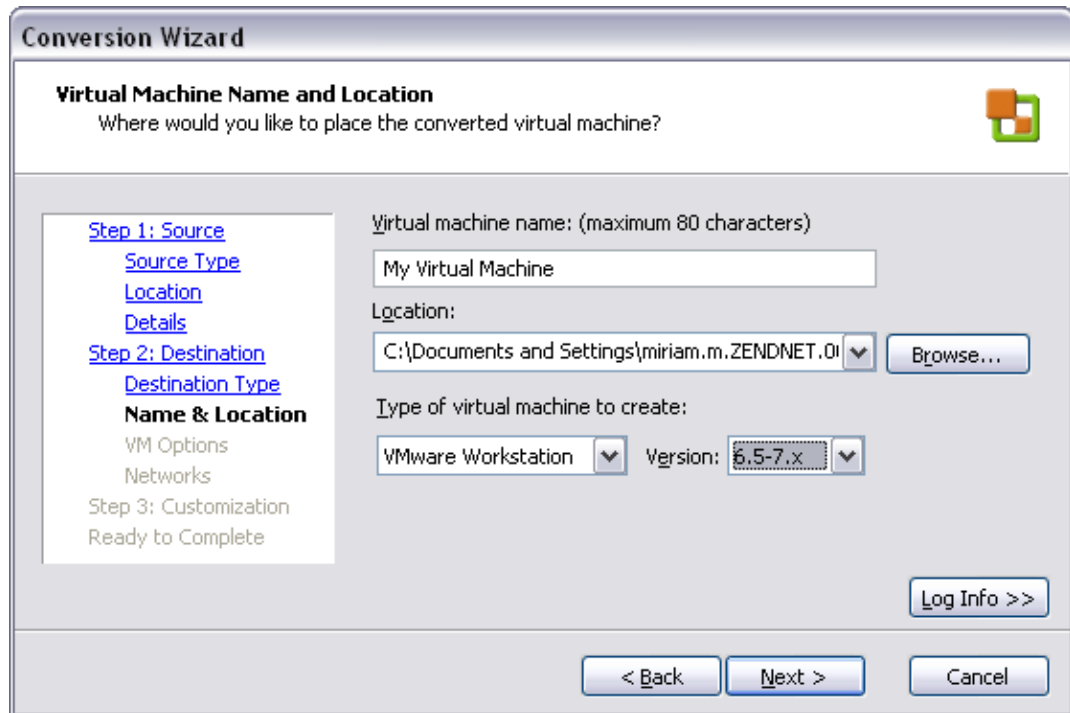 Conversion Wizard
Virtual Machine Name and Location
Where would you like to place the converted virtual machine?
Step 1: Source
Source Type
Location
Details
Step 2: Destination
Destination Type
Name & Location
VM Options
Networks
Step 3: Customization
Ready to Complete
Virtual machine name: (maximum 80 characters)
My Virtual Machine
Location:
C:\Documents and Settings\miriam.m.ZENDNET.0 Browse...
Type of virtual machine to create:
VMware Workstation Version: 6.5-7.x
Log Info >>
< Back Next > Cancel